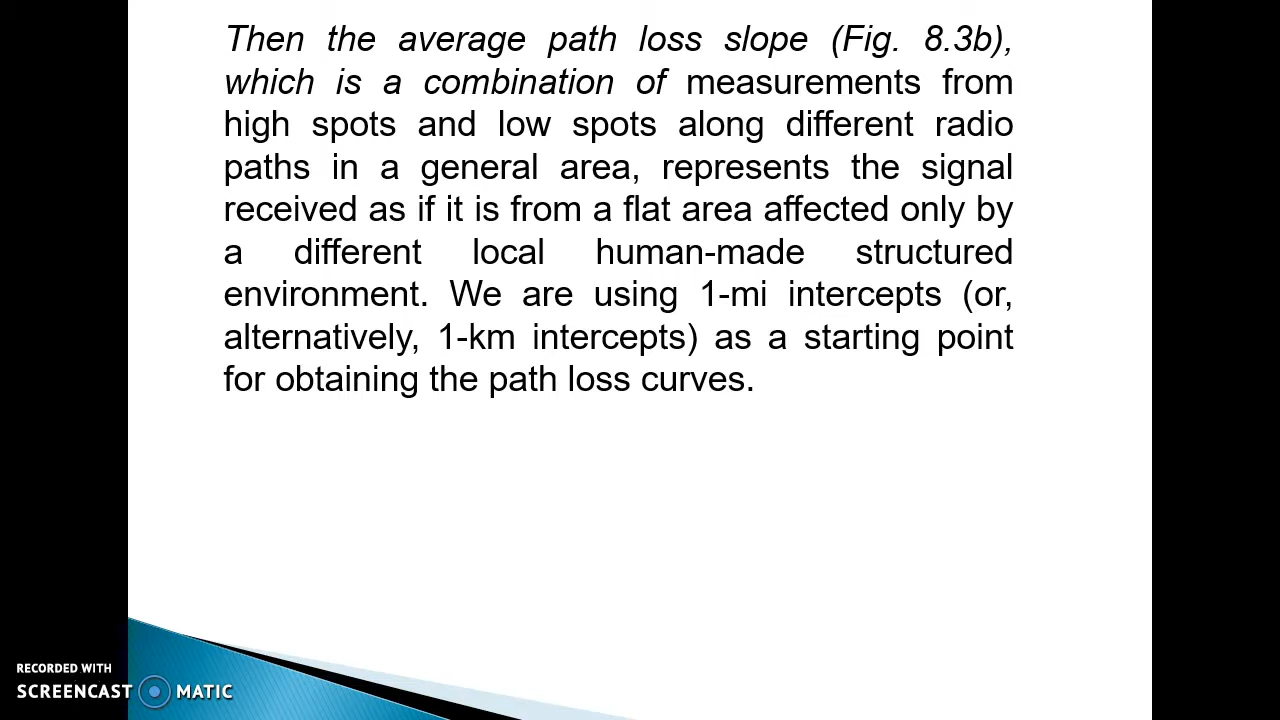 Then the average path loss slope (Fig. 8.3b),
which is a combination of measurements from
high spots and low spots along different radio
paths in a general area, represents the signal
received as if it is from a flat area affected only by
a different local human-made structured
environment. We are using 1-mi intercepts (or,
alternatively, 1-km intercepts) as a starting point
for obtaining the path loss curves.
RECORDED WITH
SCREENCAST MATIC